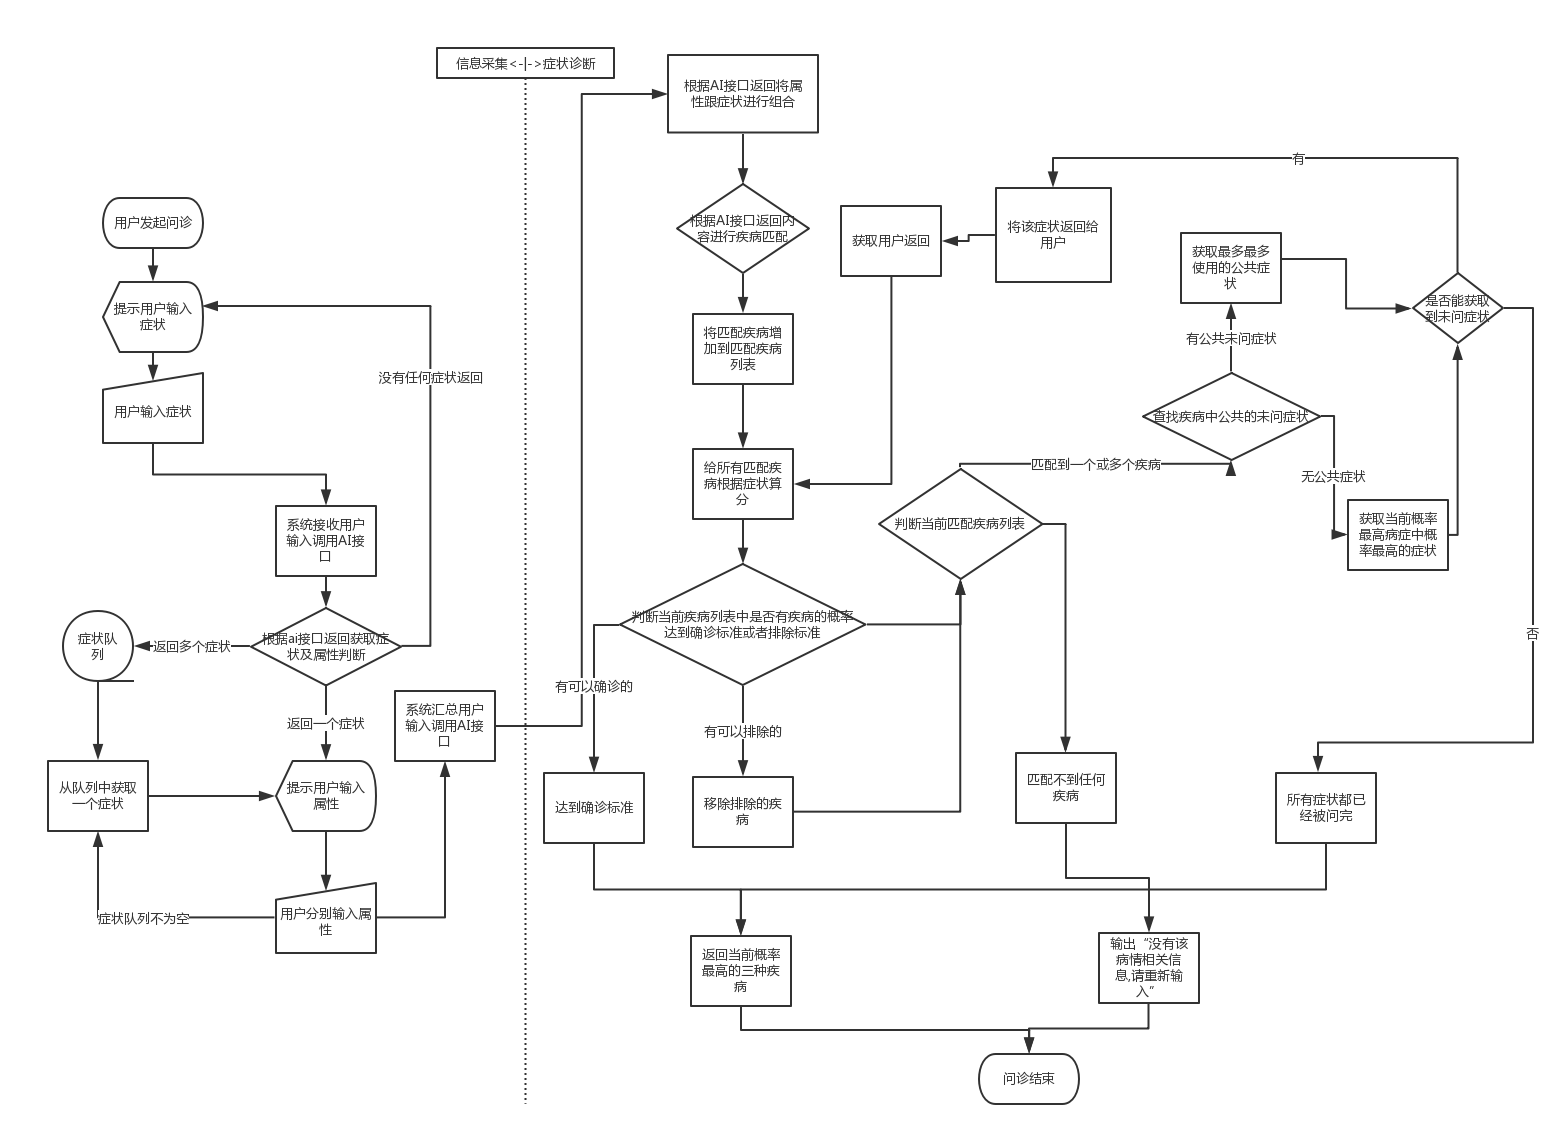 信息采集<-|->症状诊断
用户发起问诊
提示用户输入
症状
用户输入症状
没有任何症状返回
系统接收用户
输入调用AI接
口
根据ai接口返回获取症
状及属性判断
返回多个症状
症状队
列
返回一个症状
从队列中获取
一个症状
提示用户输入
属性
用户分别输入属
性
症状队列不为空
系统汇总用户
输入调用AI接
口
根据AI接口返回将属
性跟症状进行组合
根据AI接口返回内
容进行疾病匹配
将匹配疾病增
加到匹配疾病
列表
给所有匹配疾
病根据症状算
分
判断当前疾病列表中是否有疾病的概率
达到确诊标准或者排除标准
有可以确诊的
有可以排除的
达到确诊标准
移除排除的疾
病
获取用户返回
将该症状返回给
用户
有
判断当前匹配疾病列表
匹配到一个或多个疾病
查找疾病中公共的未问症状
有公共未问症状
获取最多最多
使用的公共症
状
无公共症状
获取当前概率
最高病症中概
率最高的症状
是否能获取
到未问症状
否
匹配不到任何
疾病
所有症状都已
经被问完
返回当前概率
最高的三种疾
病
输出“没有该
病情相关信
息,请重新输
入”
问诊结束